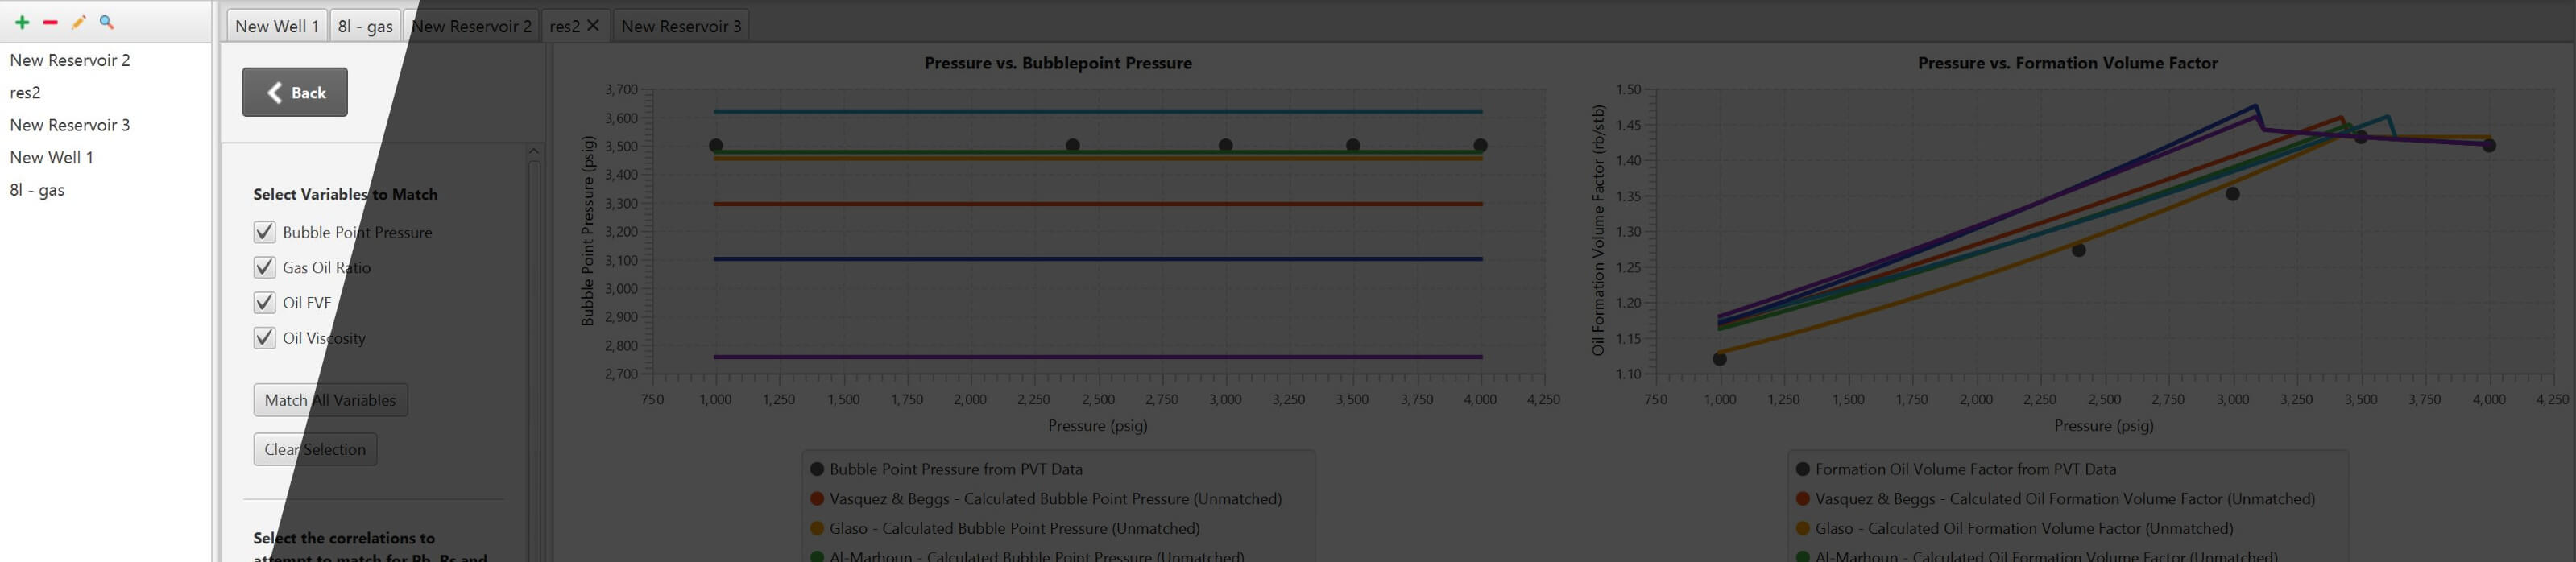 New Reservoir 2
res2
New Reservoir 3
New Well 1
8l - gas
New Well 1
8l - gas
New Reservoir 2
res2
New Reservoir 3
Back
Select Variables to Match
Bubble Point Pressure
Gas Oil Ratio
Oil FVF
Oil Viscosity
Match All Variables
Clear Selection
Select the correlations to
attempt to match for Pb, Rs and
Pressure vs. Bubblepoint Pressure
Bubble Point Pressure (psig)
3,700
3,600
3,500
3,400
3,300
3,200
3,100
3,000
2,900
2,800
2,700
750 1,000 1,250 1,500 1,750 2,000 2,250 2,500 2,750 3,000 3,250 3,500 3,750 4,000 4,250
Pressure (psig)
Bubble Point Pressure from PVT Data
Vasquez & Beggs - Calculated Bubble Point Pressure (Unmatched)
Glaso - Calculated Bubble Point Pressure (Unmatched)
Al-Marhoun - Calculated Bubble Point Pressure (Unmatched)
Pressure vs. Formation Volume Factor
Oil Formation Volume Factor (rb/stb)
1.50
1.45
1.40
1.35
1.30
1.25
1.20
1.15
1.10
750 1,000 1,250 1,500 1,750 2,000 2,250 2,500 2,750 3,000 3,250 3,500 3,750 4,000 4,250
Pressure (psig)
Formation Oil Volume Factor from PVT Data
Vasquez & Beggs - Calculated Oil Formation Volume Factor (Unmatched)
Glaso - Calculated Oil Formation Volume Factor (Unmatched)
Al-Marhoun - Calculated Oil Formation Volume Factor (Unmatched)